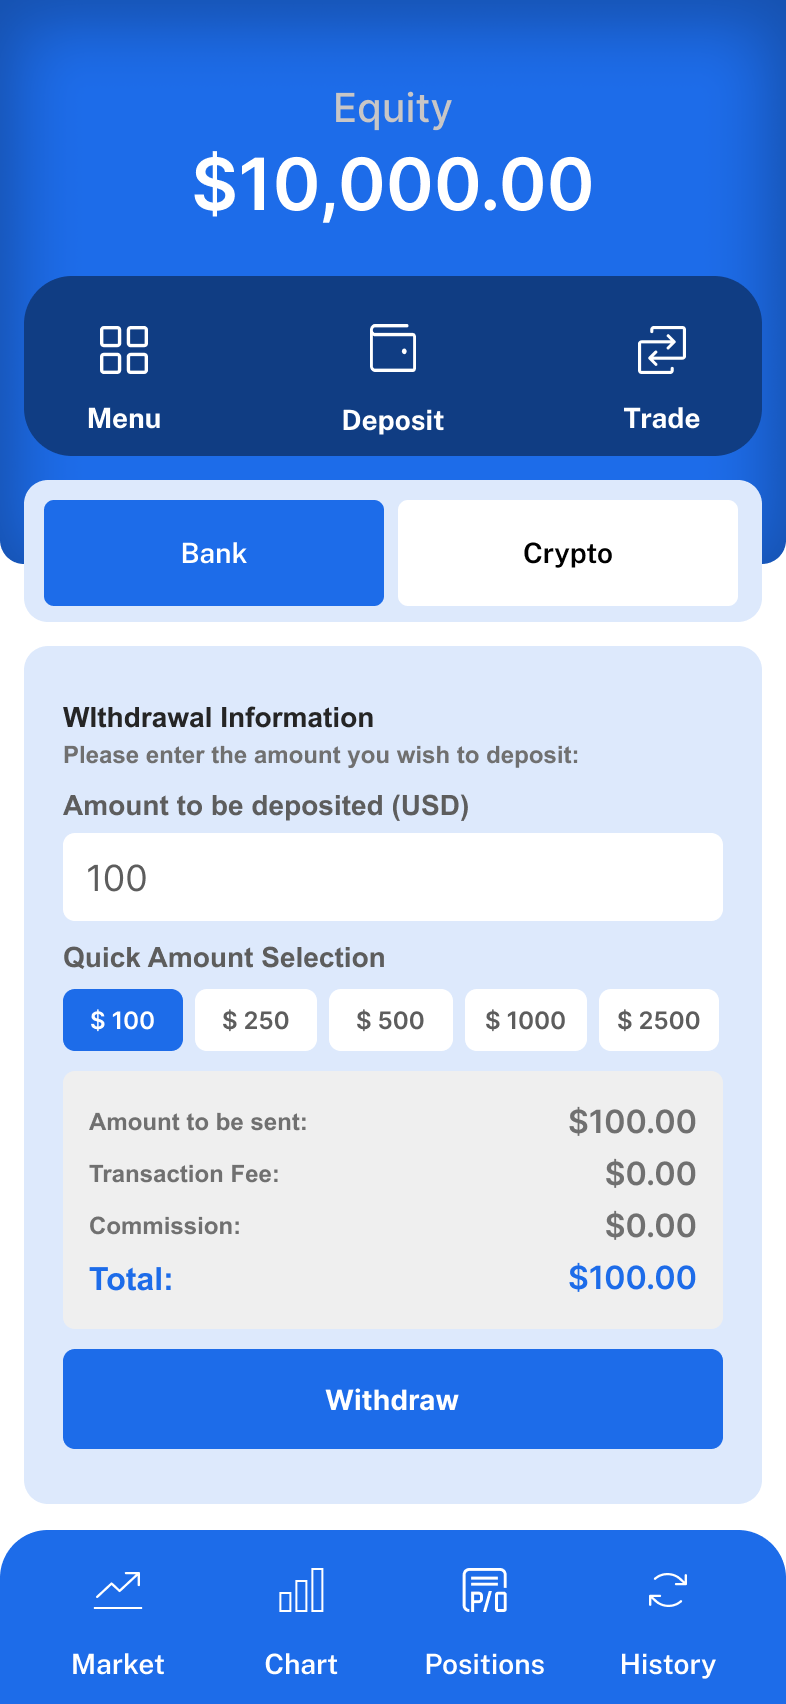 Equity
$10,000.00
Menu
Deposit
Trade
Bank
Crypto
WIthdrawal Information
Please enter the amount you wish to deposit:
Amount to be deposited (USD)
100
Quick Amount Selection
$ 100
$ 250
$ 500
$ 1000
$ 2500
Amount to be sent: $100.00
Transaction Fee: $0.00
Commission: $0.00
Total: $100.00
Withdraw
P/O
Market
Chart
Positions
History